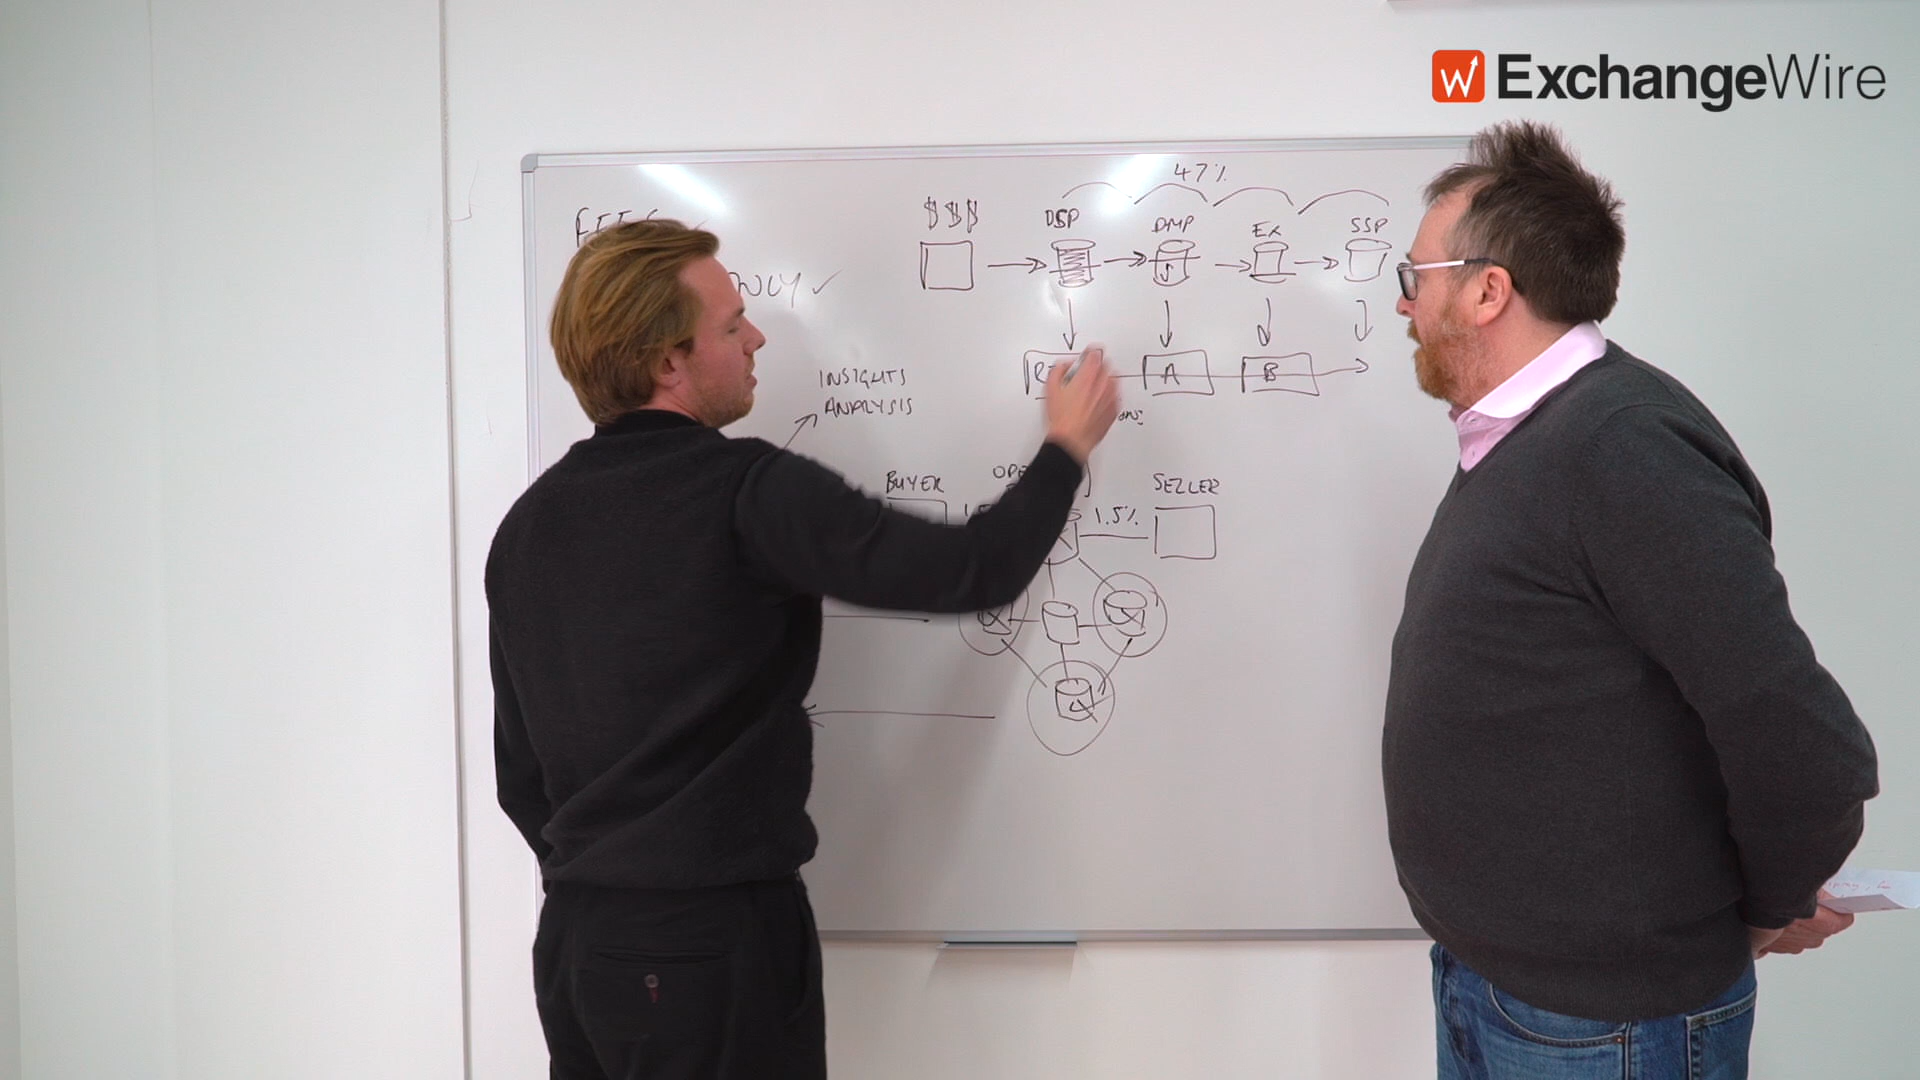 ExchangeWire
47%
$$$ DSP DMP Ex SSP
A B
INSIGHTS
ANALYSIS
BUYER SELLER
1.5%